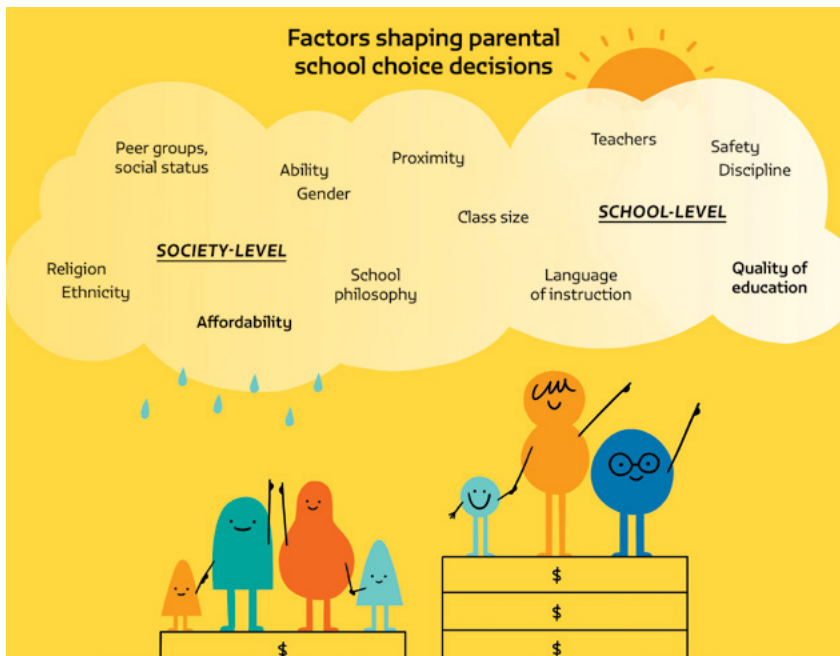 Factors shaping parental
school choice decisions
Peer groups,
social status
Ability
Gender
Proximity
Teachers
Safety
Discipline
Class size
SCHOOL-LEVEL
SOCIETY-LEVEL
Religion
Ethnicity
School
philosophy
Language
of instruction
Quality of
education
Affordability
$
$
$
$